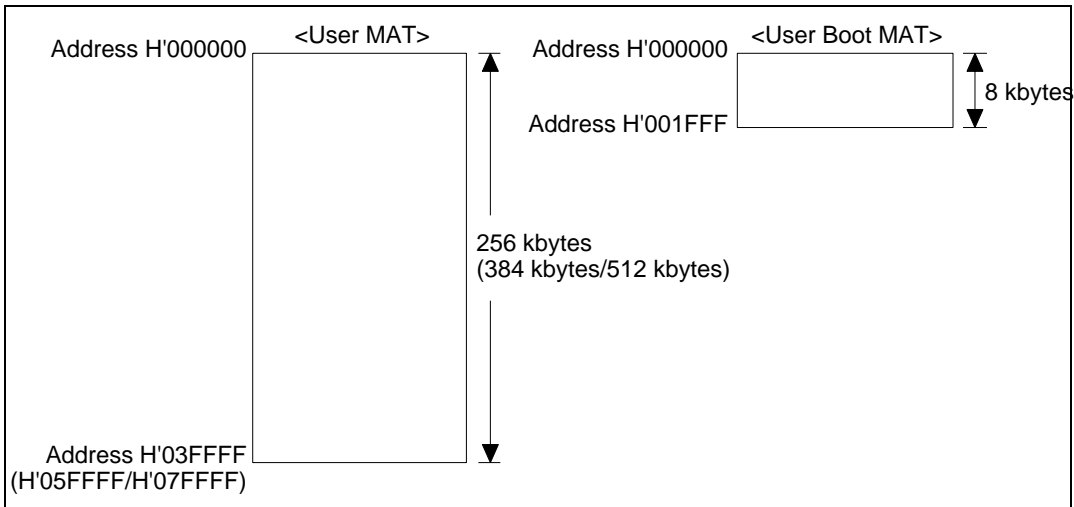 <User MAT>
Address H'000000
256 kbytes
(384 kbytes/512 kbytes)
Address H'03FFFF
(H'05FFFF/H'07FFFF)
<User Boot MAT>
Address H'000000
8 kbytes
Address H'001FFF